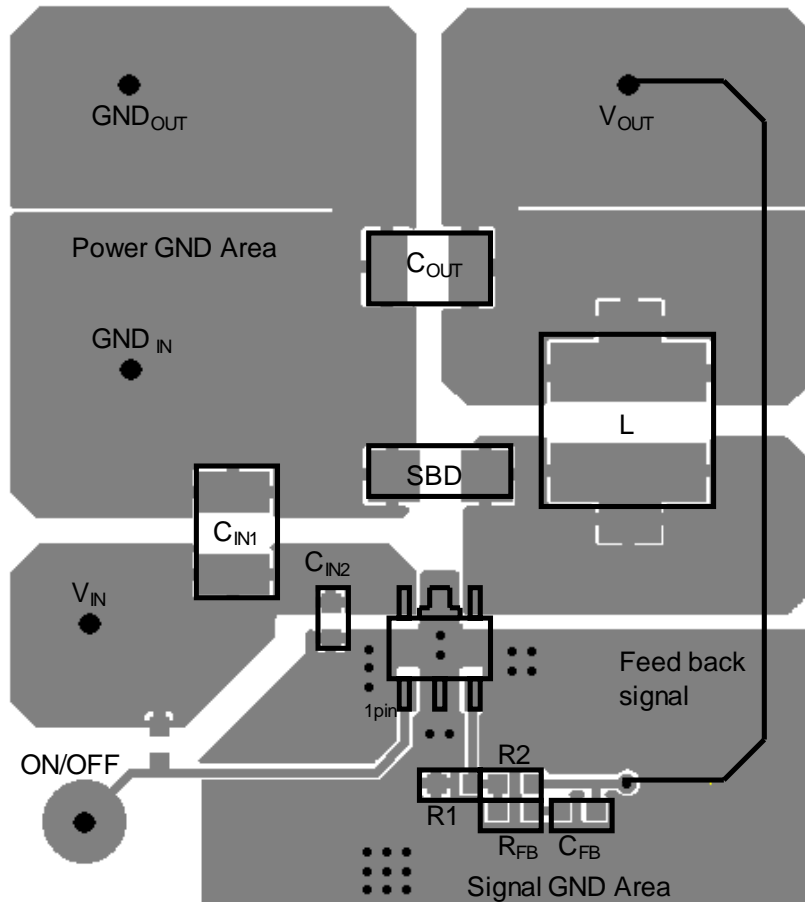 GNDOUT
VOUT
Power GND Area
COUT
GND IN
L
SBD
CIN1
CIN2
VIN
Feed back
signal
1pin
ON/OFF
R2
R1
RFB
CFB
Signal GND Area